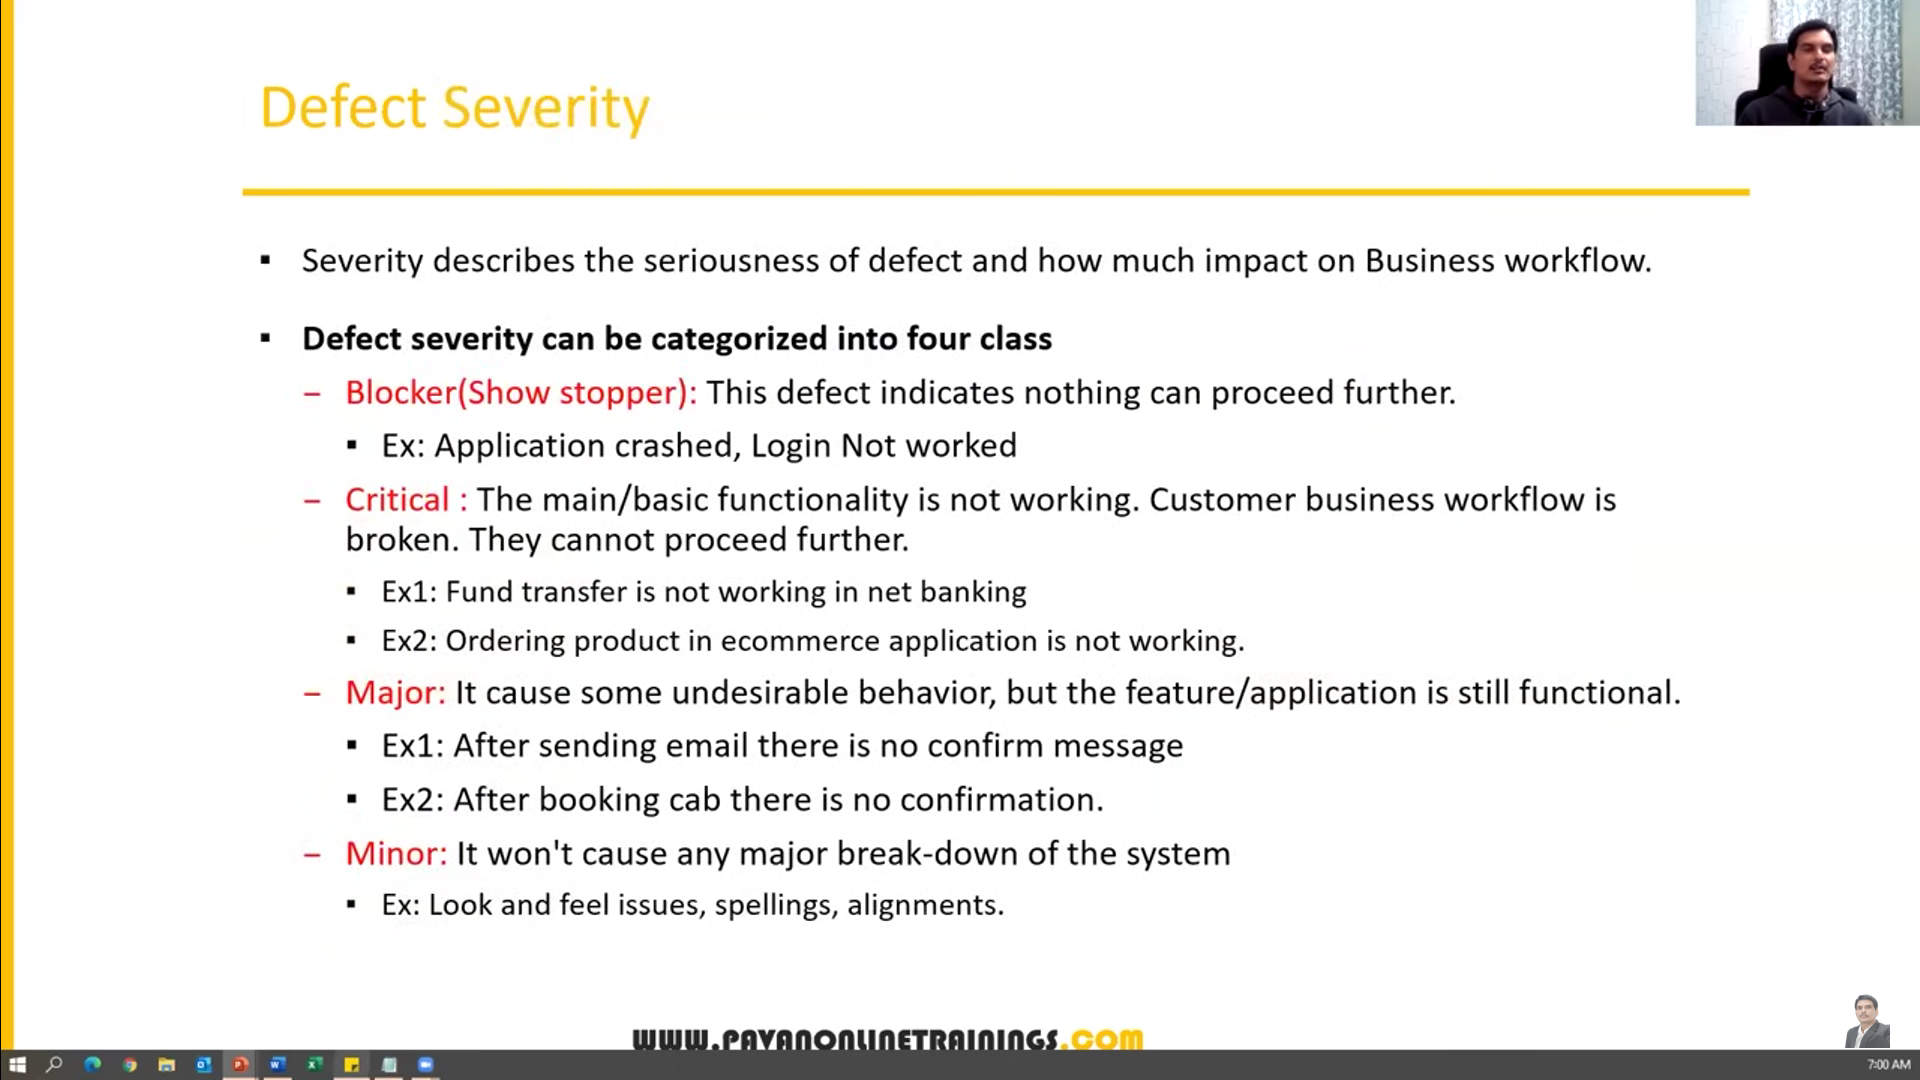 Defect Severity
▪ Severity describes the seriousness of defect and how much impact on Business workflow.
▪ Defect severity can be categorized into four class
– Blocker(Show stopper): This defect indicates nothing can proceed further.
▪ Ex: Application crashed, Login Not worked
– Critical : The main/basic functionality is not working. Customer business workflow is
broken. They cannot proceed further.
▪ Ex1: Fund transfer is not working in net banking
▪ Ex2: Ordering product in ecommerce application is not working.
– Major: It cause some undesirable behavior, but the feature/application is still functional.
▪ Ex1: After sending email there is no confirm message
▪ Ex2: After booking cab there is no confirmation.
– Minor: It won't cause any major break-down of the system
▪ Ex: Look and feel issues, spellings, alignments.
WWW.PAVANONLINETRAININGS.COM
7:00 AM